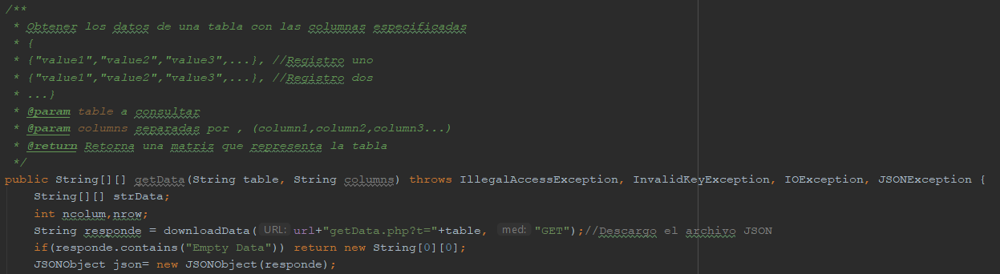 /**
 * Obtener los datos de una tabla con las columnas especificadas
 * {
 * {"value1","value2","value3",...}, //Registro uno
 * {"value1","value2","value3",...}, //Registro dos
 * ...}
 * @param table a consultar
 * @param columns separadas por , (column1,column2,column3...)
 * @return Retorna una matriz que representa la tabla
 */
public String[][] getData(String table, String columns) throws IllegalAccessException, InvalidKeyException, IOException, JSONException {
    String[][] strData;
    int ncolum,nrow;
    String responde = downloadData( URL: url+"getData.php?t="+table, med: "GET");//Descargo el archivo JSON
    if(responde.contains("Empty Data")) return new String[0][0];
    JSONObject json= new JSONObject(responde);